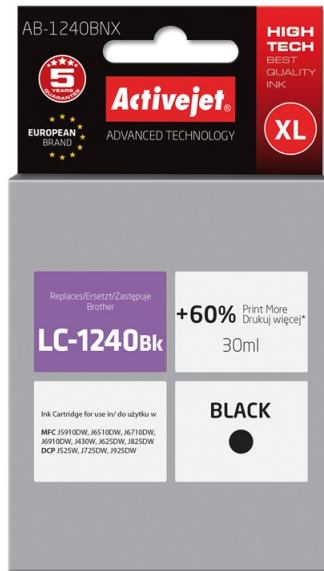 AB-1240BNX
HIGH
TECH
BEST
QUALITY
INK
5
YEARS
GUARANTEE
Activejet®
EUROPEAN
BRAND
ADVANCED TECHNOLOGY
XL
Replaces/Ersetzt/Zastępuje
Brother
LC-1240Bk
+60% Print More
Drukuj więcej*
30ml
Ink Cartridge for use in/ do użytku w
MFC J5910DW, J6510DW, J6710DW,
J6910DW, J430W, J625DW, J825DW
DCP J525W, J725DW, J925DW
BLACK